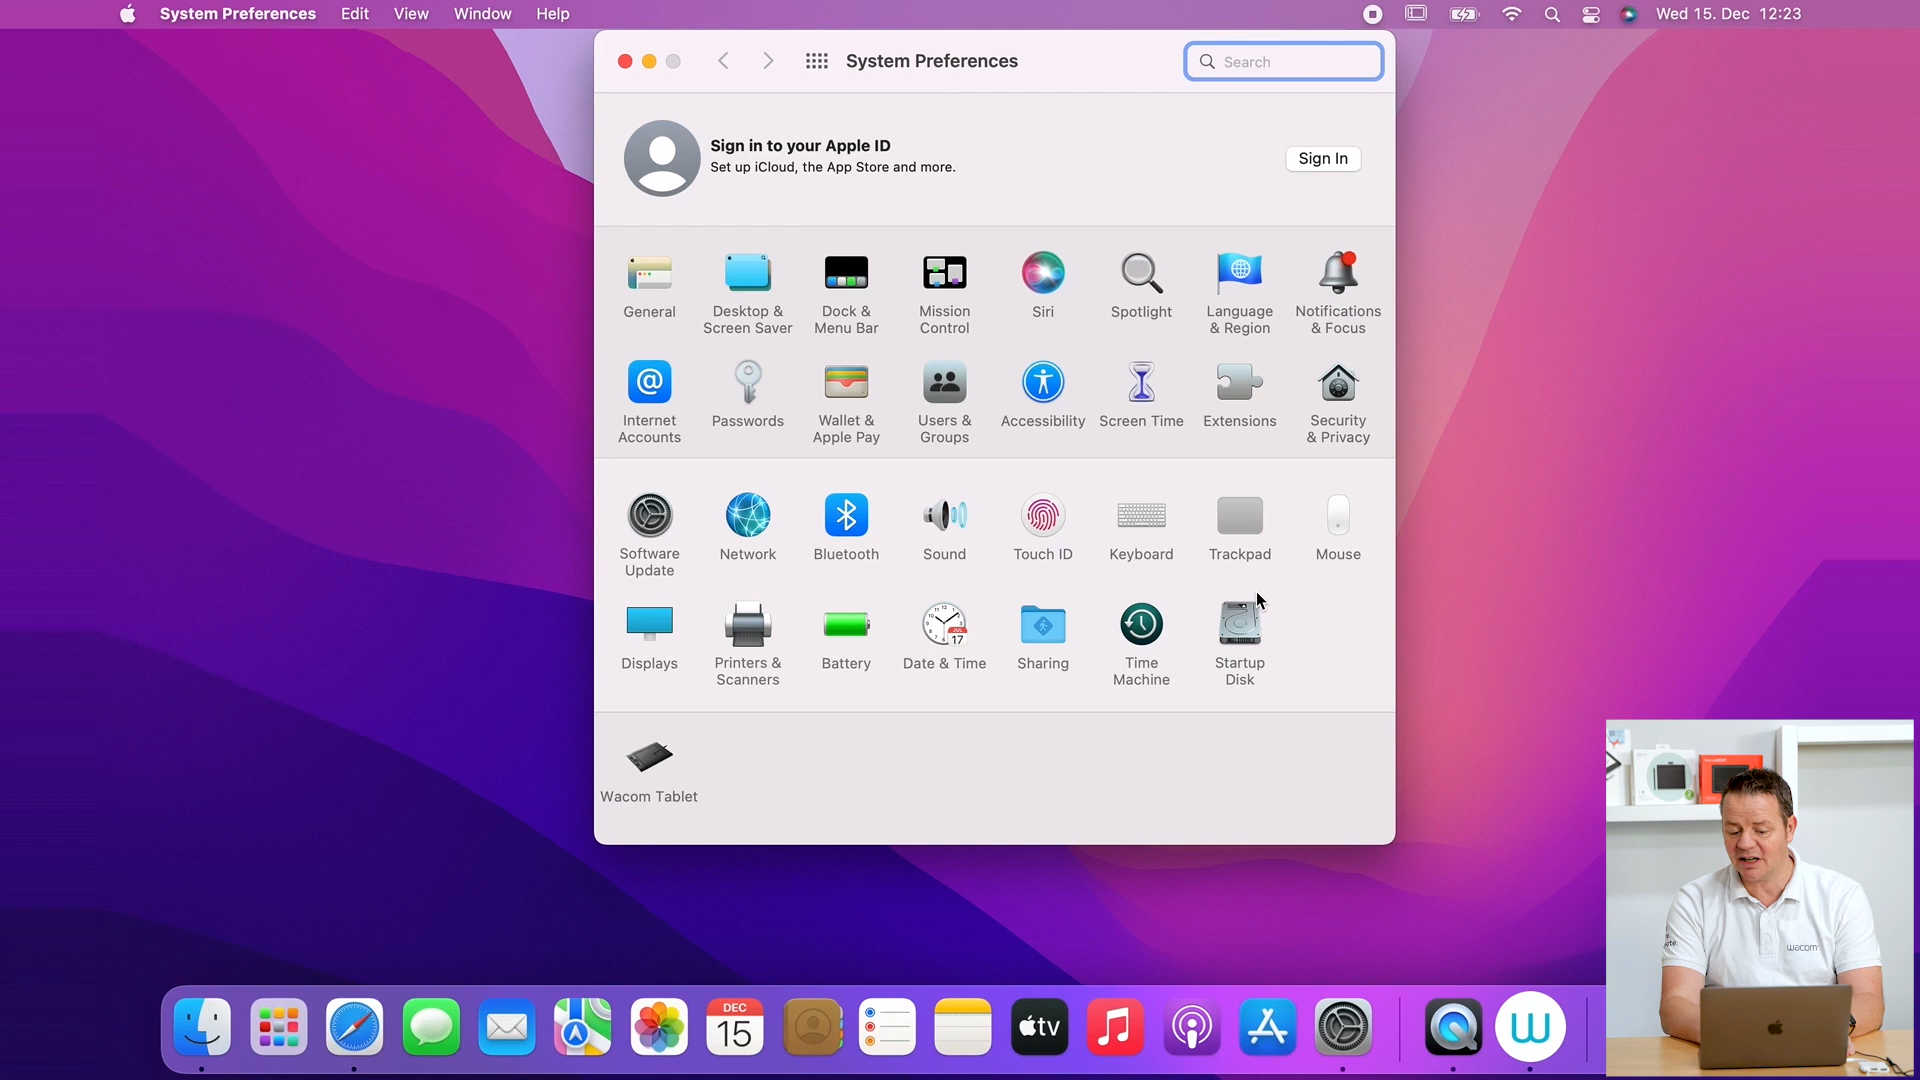 System Preferences Edit View Window Help Wed 15. Dec 12:23
System Preferences
Search
Sign in to your Apple ID
Set up iCloud, the App Store and more.
Sign In
General
Desktop &
Screen Saver
Dock &
Menu Bar
Mission
Control
Siri
Spotlight
Language
& Region
Notifications
& Focus
Internet
Accounts
Passwords
Wallet &
Apple Pay
Users &
Groups
Accessibility
Screen Time
Extensions
Security
& Privacy
Software
Update
Network
Bluetooth
Sound
Touch ID
Keyboard
Trackpad
Mouse
Displays
Printers &
Scanners
Battery
JUL
17
Date & Time
Sharing
Time
Machine
Startup
Disk
Wacom Tablet
wacom
DEC
15
tv